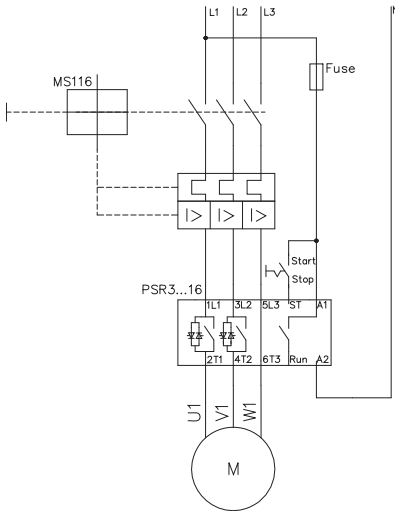 L1 L2 L3
Fuse
MS116
I> I> I>
Start
Stop
PSR3...16
1L1 3L2 5L3 ST A1
2T1 4T2 6T3 Run A2
U1 V1 W1
M